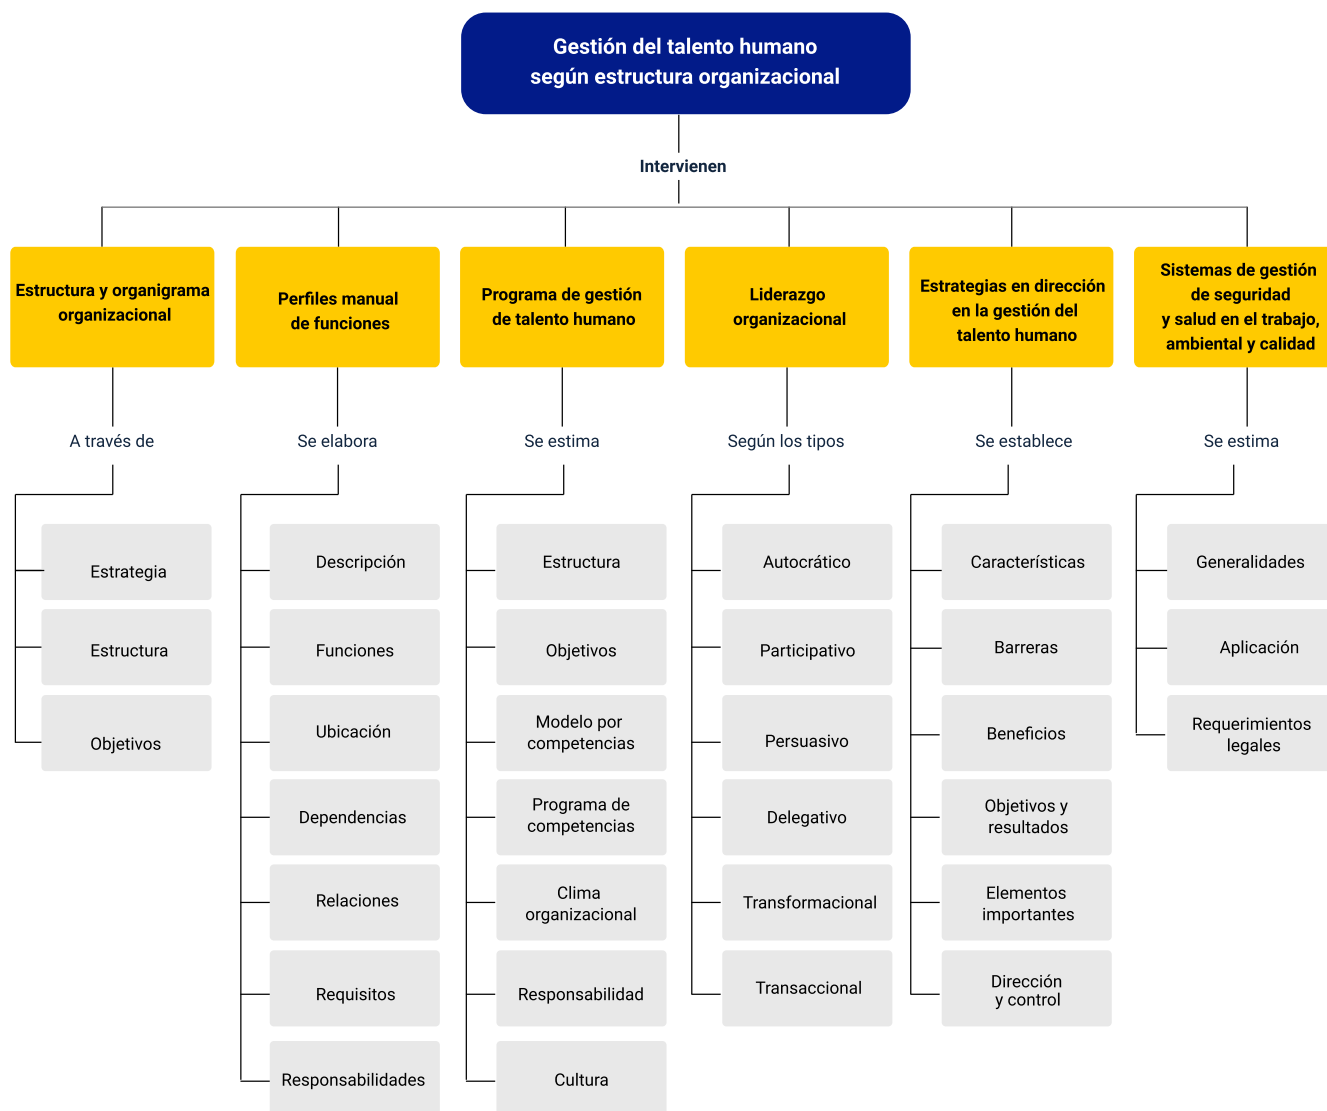 Gestión del talento humano
según estructura organizacional
Intervienen
Estructura y organigrama
organizacional
Perfiles manual
de funciones
Programa de gestión
de talento humano
Liderazgo
organizacional
Estrategias en dirección
en la gestión del
talento humano
Sistemas de gestión
de seguridad
y salud en el trabajo,
ambiental y calidad
A través de
Estrategia
Estructura
Objetivos
Se elabora
Descripción
Funciones
Ubicación
Dependencias
Relaciones
Requisitos
Responsabilidades
Se estima
Estructura
Objetivos
Modelo por
competencias
Programa de
competencias
Clima
organizacional
Responsabilidad
Cultura
Según los tipos
Autocrático
Participativo
Persuasivo
Delegativo
Transformacional
Transaccional
Se establece
Características
Barreras
Beneficios
Objetivos y
resultados
Elementos
importantes
Dirección
y control
Se estima
Generalidades
Aplicación
Requerimientos
legales